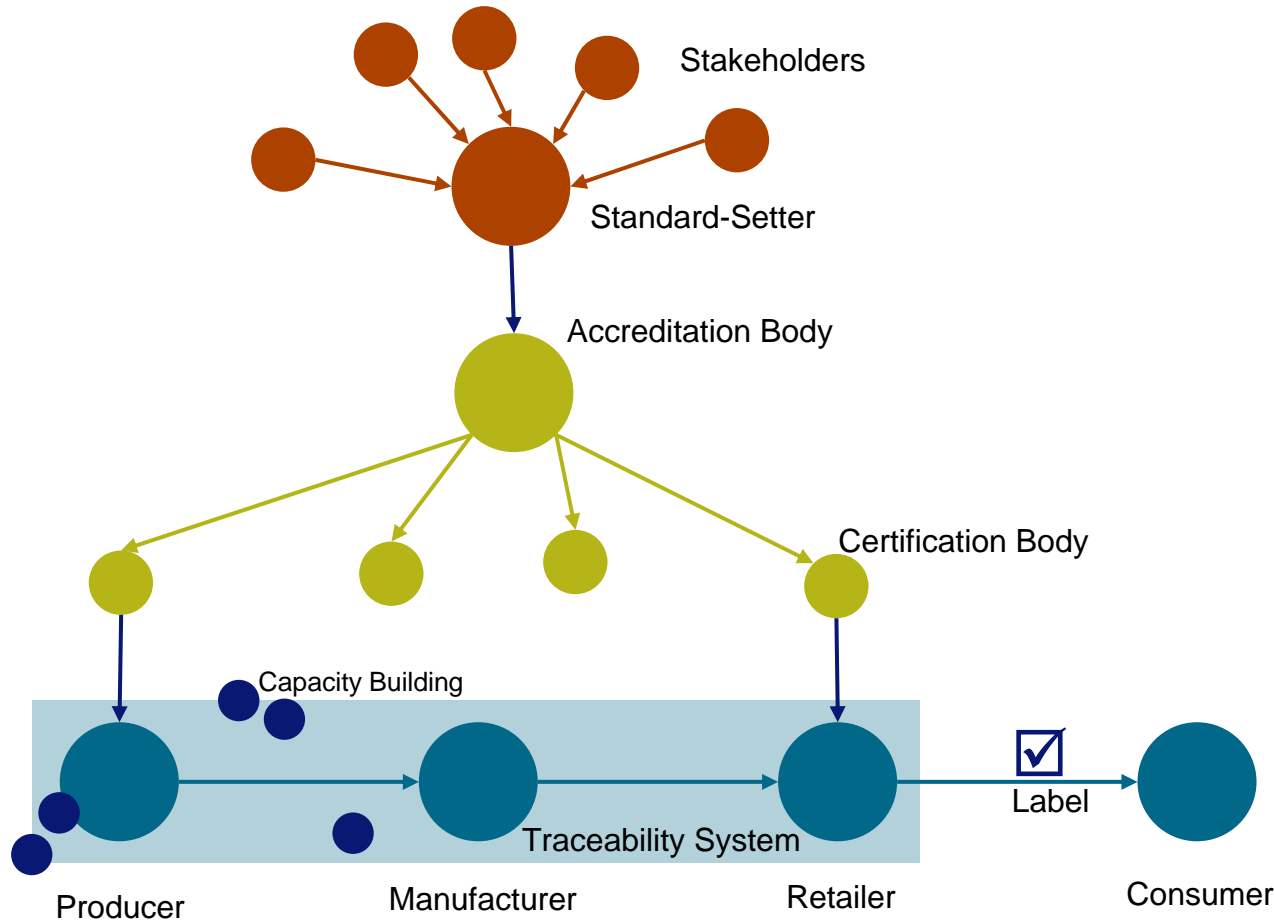 Stakeholders
Standard-Setter
Accreditation Body
Certification Body
Capacity Building
Label
Traceability System
Producer
Manufacturer
Retailer
Consumer